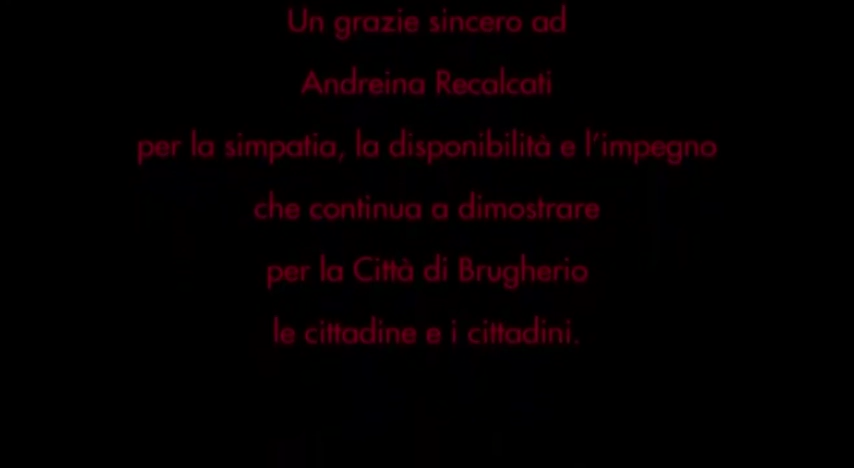 Un grazie sincero ad
Andreina Recalcati
per la simpatia, la disponibilità e l'impegno
che continua a dimostrare
per la Città di Brugherio
le cittadine e i cittadini.